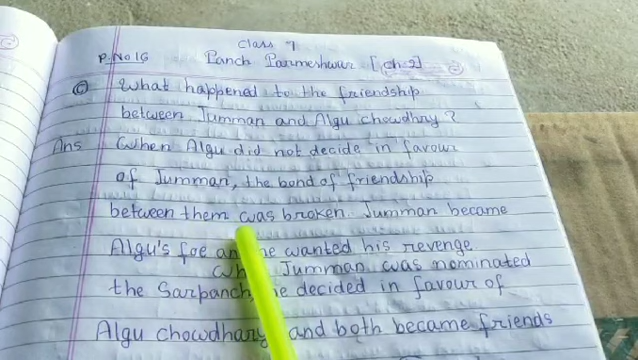 Class 7
P.No 16 Panch Parmeshwar [Ch-2]
(C) What happened to the friendship
between Jumman and Algu chowdhry?
Ans When Algu did not decide in favour
of Jumman, the bond of friendship
between them was broken. Jumman became
Algu's foe and he wanted his revenge.
Jumman was nominated
the Sarpanch, he decided in favour of
Algu chowdhary and both became friends